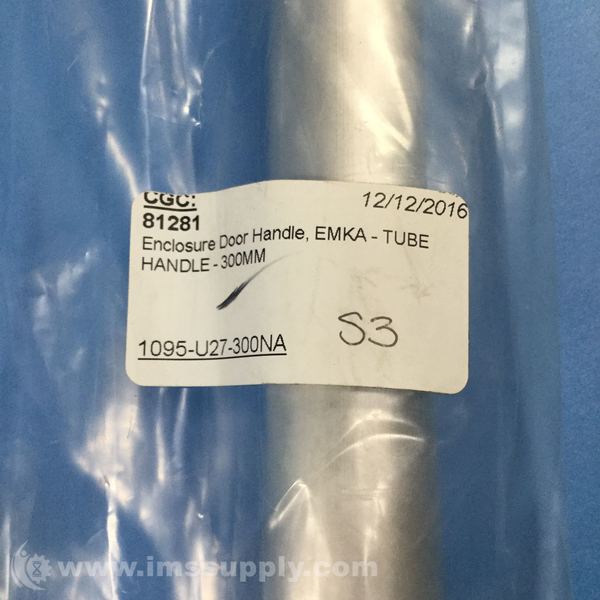 CGC:
12/12/2016
81281
Enclosure Door Handle, EMKA - TUBE
HANDLE - 300MM
1095-U27-300NA
S3
www.imssupply.com